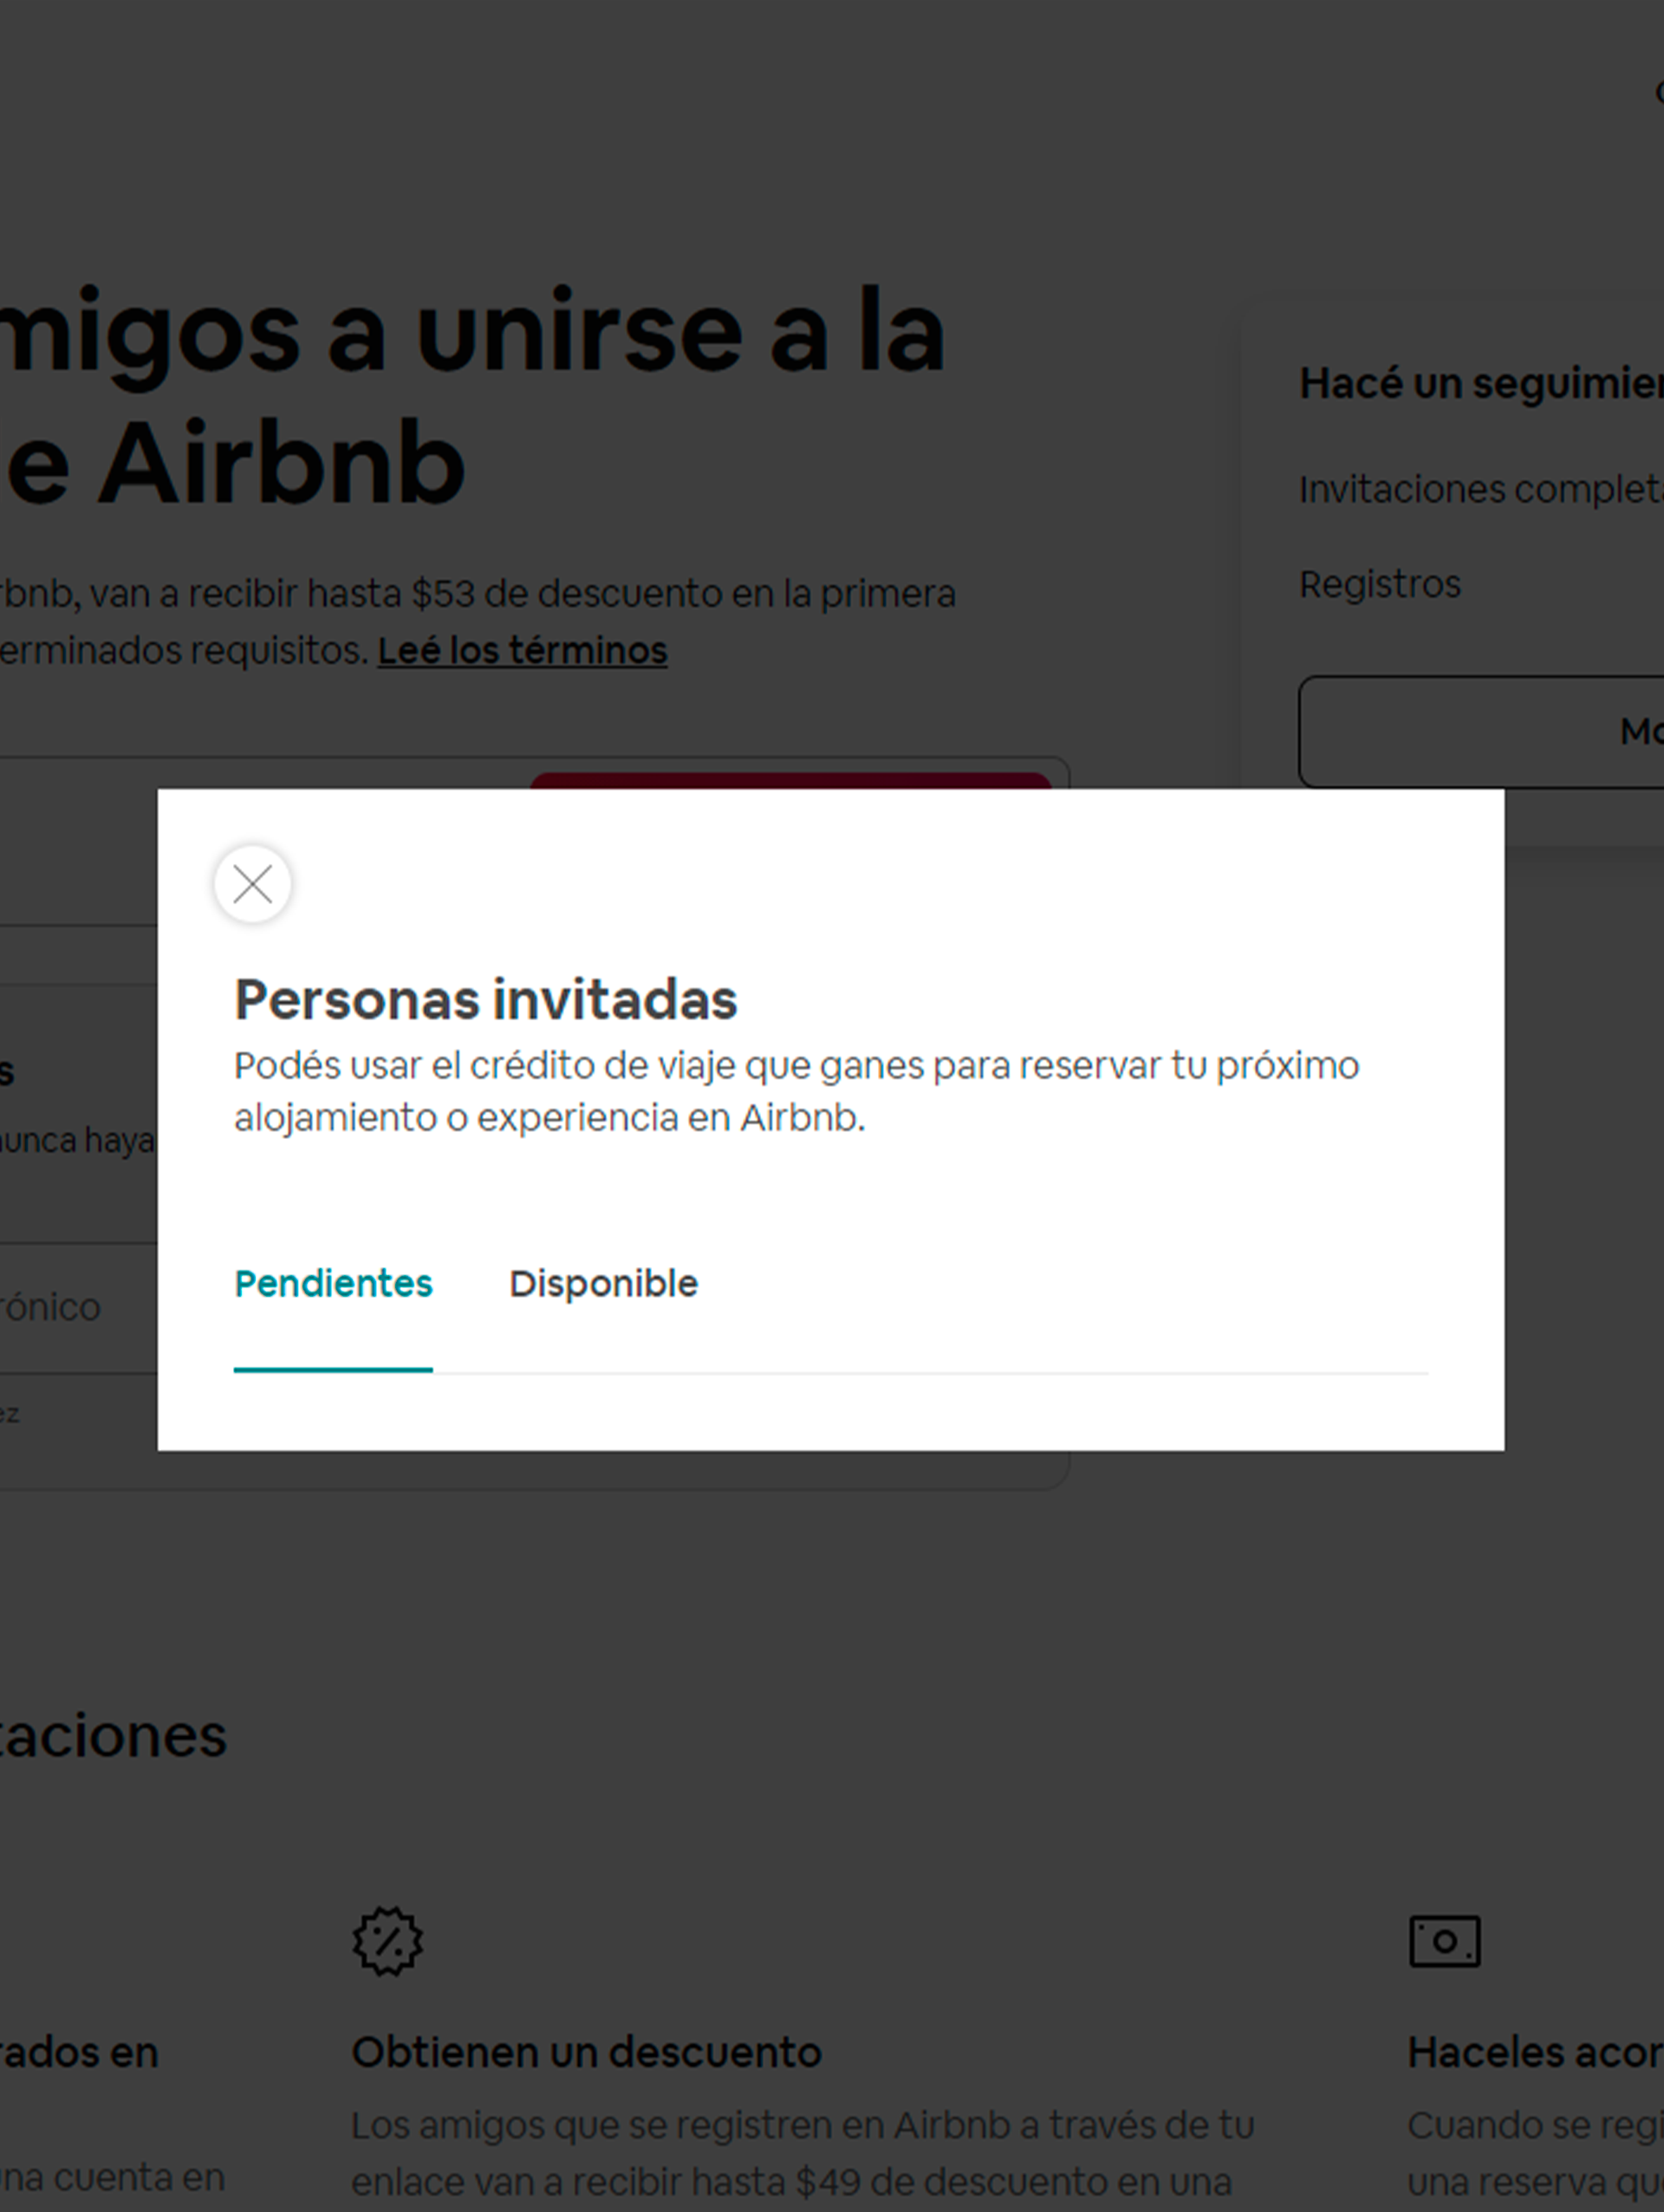 migos a unirse a la
e Airbnb
rbnb, van a recibir hasta $53 de descuento en la primera
erminados requisitos. Leé los términos
Hacé un seguimien
Invitaciones completa
Registros
Mo
Personas invitadas
Podés usar el crédito de viaje que ganes para reservar tu próximo
alojamiento o experiencia en Airbnb.
Pendientes Disponible
s
nunca haya
rónico
ez
taciones
rados en
na cuenta en
Obtienen un descuento
Los amigos que se registren en Airbnb a través de tu
enlace van a recibir hasta $49 de descuento en una
Haceles acor
Cuando se regi
una reserva que